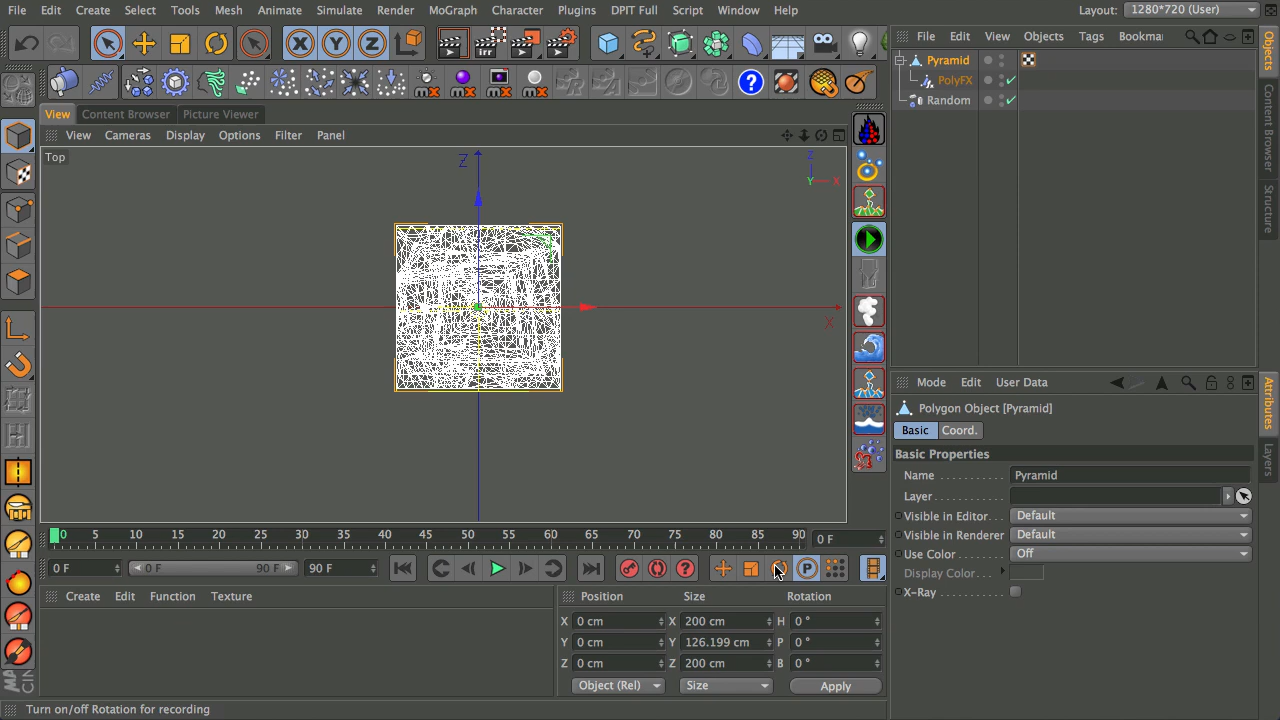 File Edit Create Select Tools Mesh Snap Animate Simulate Render MoGraph Character Plugins DPIT Full Script Window Help
Layout: 1280*720 (User)
File Edit View Objects Tags Bookma
Pyramid
PolyFX
Random
Objects
Content Browser
Structure
View Content Browser Picture Viewer
View Cameras Display Options Filter Panel
Top
Z
X
Z
Y X
Mode Edit User Data
Polygon Object [Pyramid]
Basic Coord.
Basic Properties
Name Pyramid
Layer
Visible in Editor Default
Visible in Renderer Default
Use Color Off
Display Color
X-Ray
Attributes
Layers
0 5 10 15 20 25 30 35 40 45 50 55 60 65 70 75 80 85 90
0 F
0 F 0 F 90 F 90 F
Create Edit Function Texture
Position Size Rotation
X 0 cm X 200 cm H 0 °
Y 0 cm Y 126.199 cm P 0 °
Z 0 cm Z 200 cm B 0 °
Object (Rel) Size Apply
Turn on/off Rotation for recording